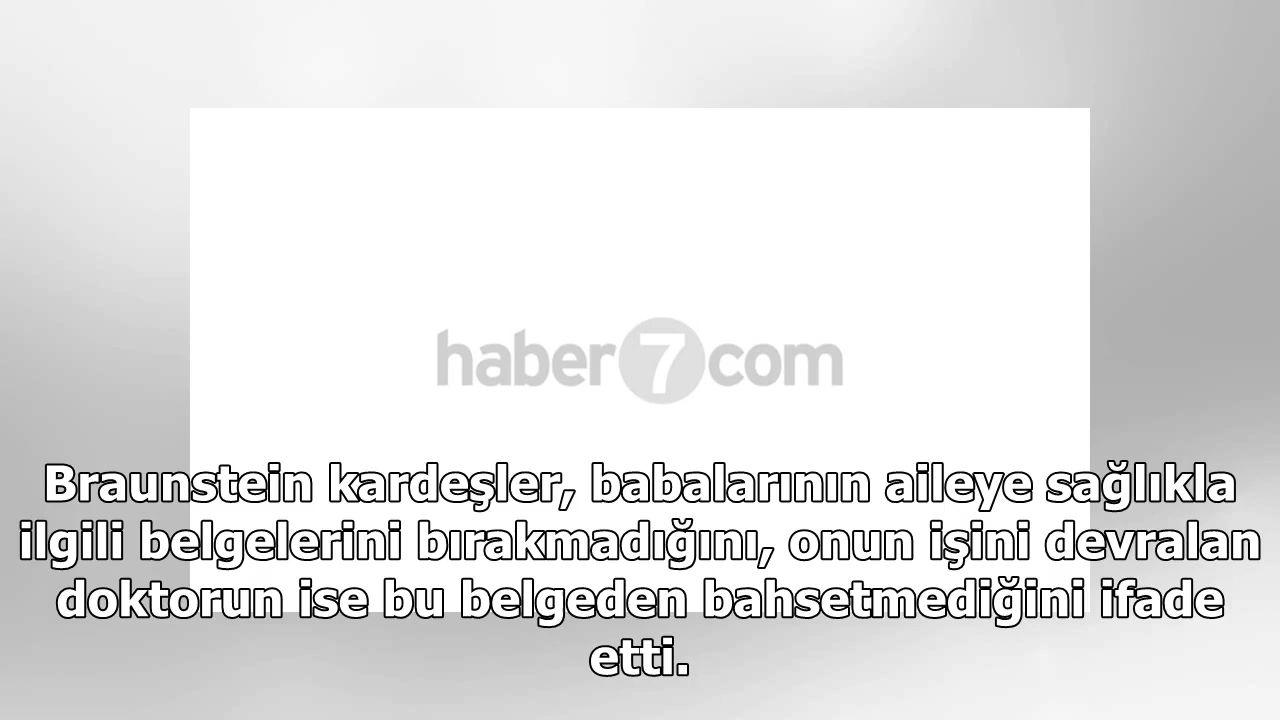 haber7com
Braunstein kardeşler, babalarının aileye sağlıkla
ilgili belgelerini bırakmadığını, onun işini devralan
doktorun ise bu belgeden bahsetmediğini ifade
etti.